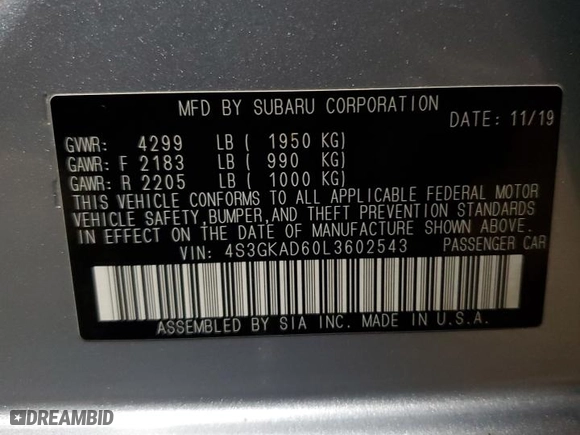 MFD BY SUBARU CORPORATION
DATE: 11/19
GVWR: 4299 LB ( 1950 KG)
GAWR: F 2183 LB ( 990 KG)
GAWR: R 2205 LB ( 1000 KG)
THIS VEHICLE CONFORMS TO ALL APPLICABLE FEDERAL MOTOR
VEHICLE SAFETY, BUMPER, AND THEFT PREVENTION STANDARDS
IN EFFECT ON THE DATE OF MANUFACTURE SHOWN ABOVE.
VIN: 4S3GKAD60L3602543 PASSENGER CAR
ASSEMBLED BY SIA INC. MADE IN U.S.A.
DREAMBID